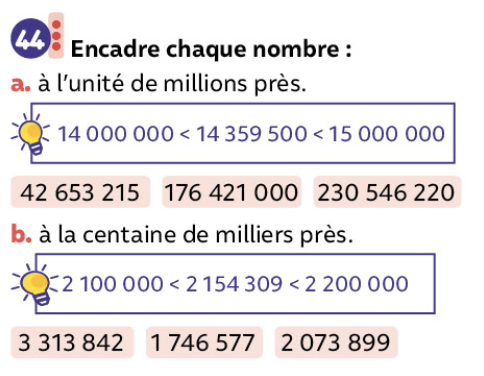 44 Encadre chaque nombre :
a. à l'unité de millions près.
14 000 000 < 14 359 500 < 15 000 000
42 653 215 176 421 000 230 546 220
b. à la centaine de milliers près.
2 100 000 < 2 154 309 < 2 200 000
3 313 842 1 746 577 2 073 899